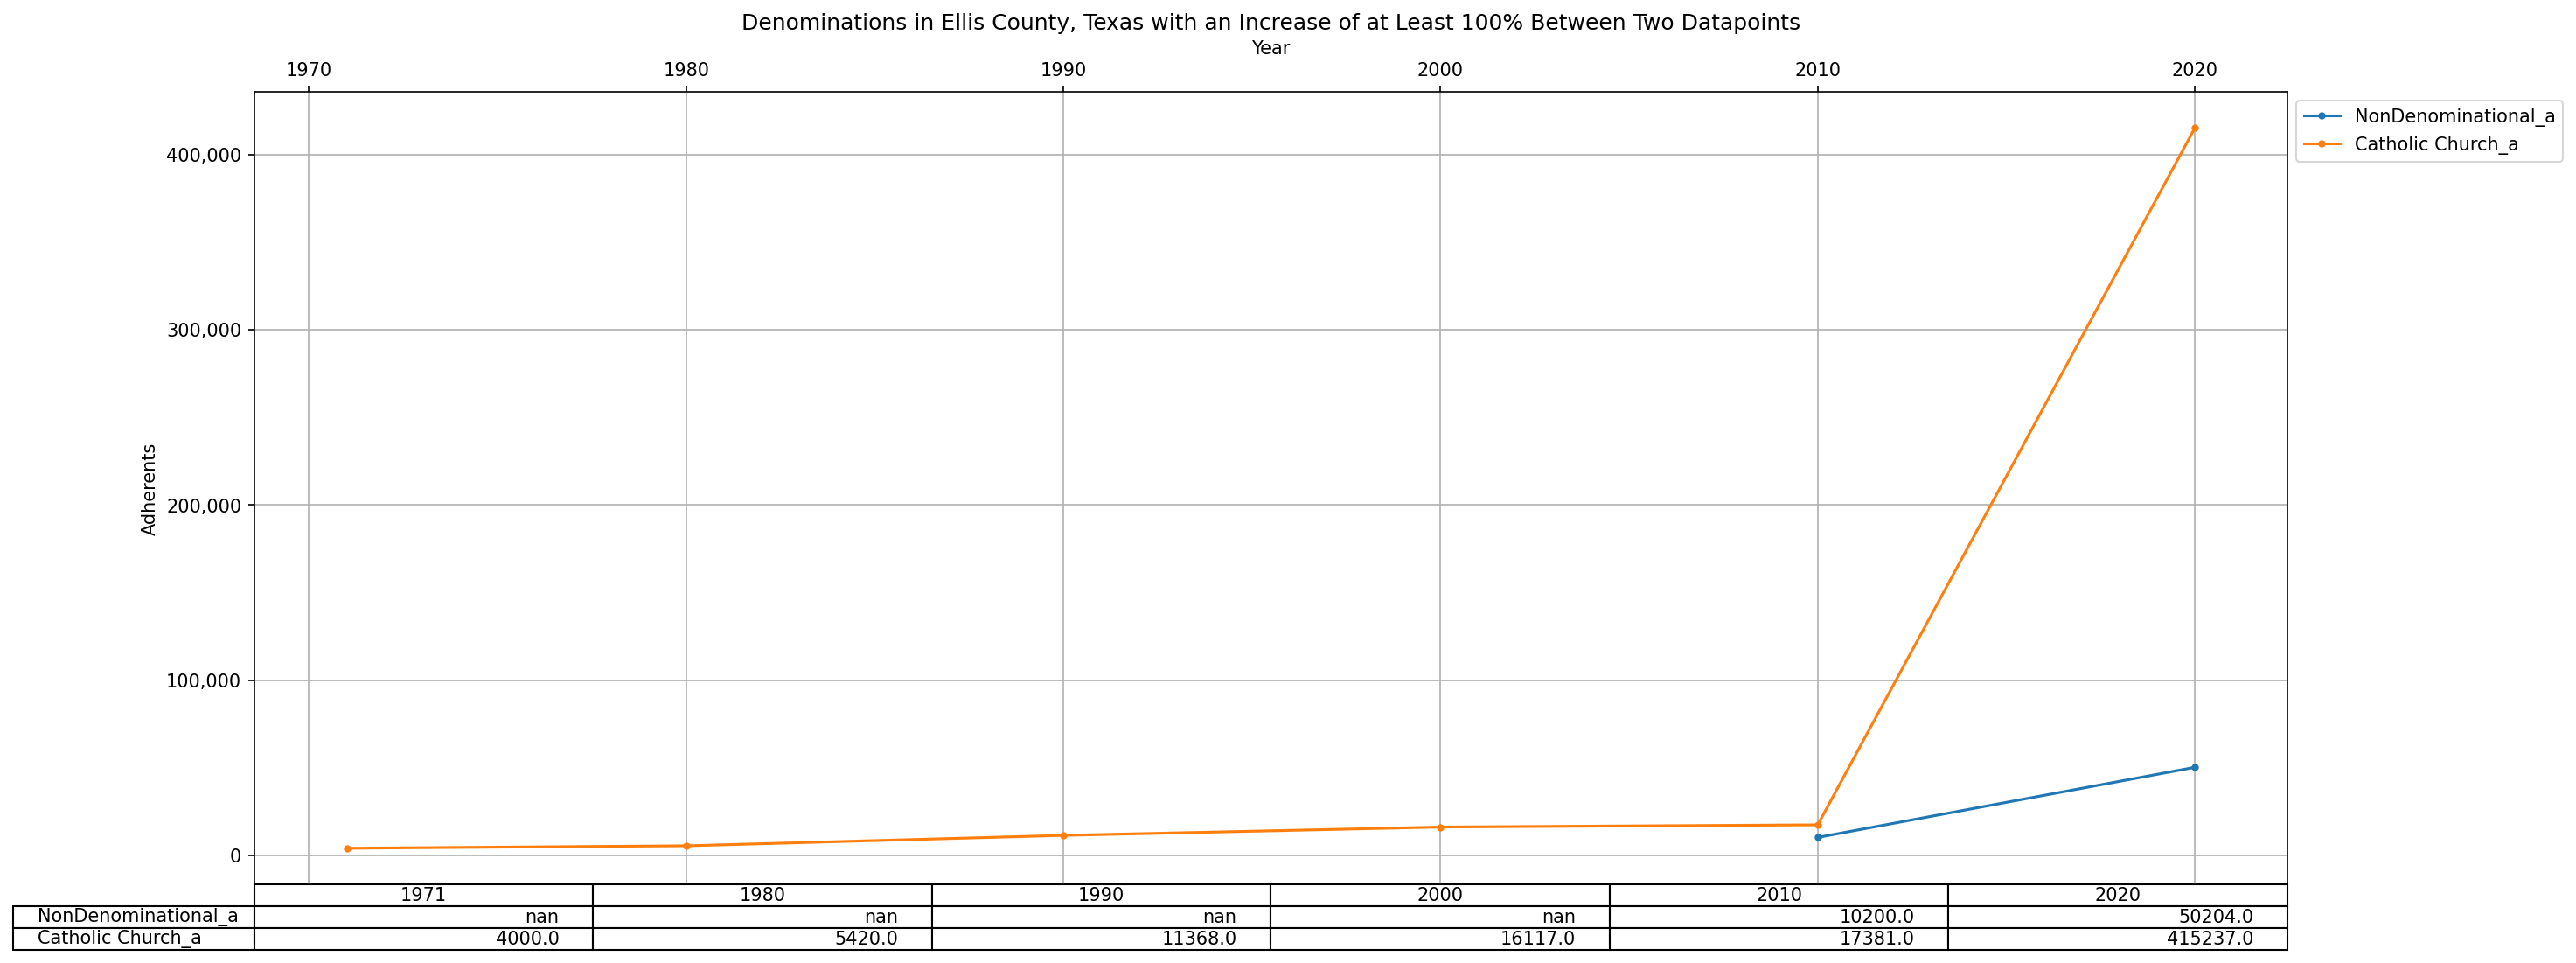 Denominations in Ellis County, Texas with an Increase of at Least 100% Between Two Datapoints
Year
1970 1980 1990 2000 2010 2020
NonDenominational_a
Catholic Church_a
400,000
300,000
200,000
100,000
0
Adherents
1971 1980 1990 2000 2010 2020
NonDenominational_a nan nan nan nan 10200.0 50204.0
Catholic Church_a 4000.0 5420.0 11368.0 16117.0 17381.0 415237.0